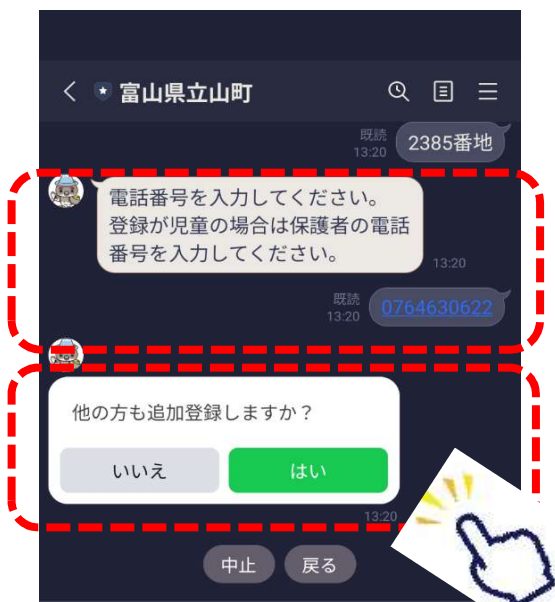 富山県立山町
既読
13:20
2385番地
電話番号を入力してください。
登録が児童の場合は保護者の電話
番号を入力してください。
13:20
既読
13:20
0764630622
他の方も追加登録しますか？
いいえ
はい
13:20
中止
戻る